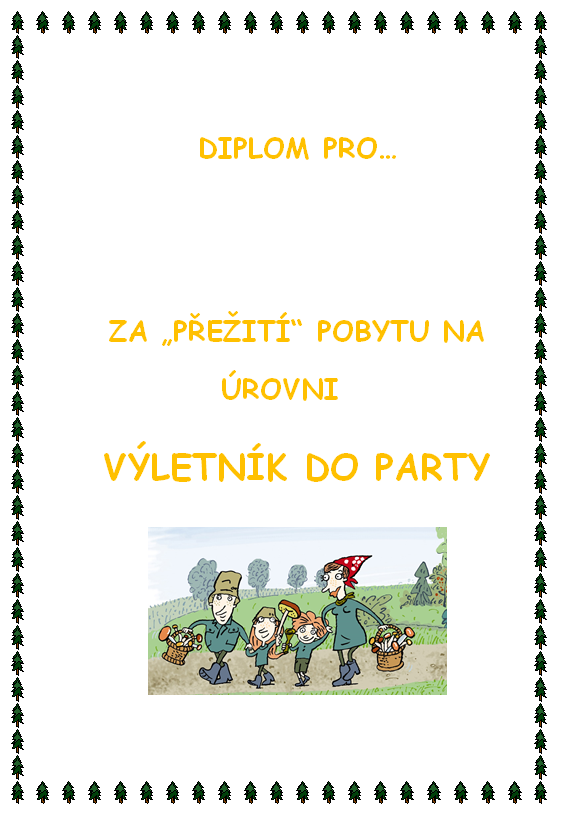 DIPLOM PRO…
ZA „PŘEŽITÍ“ POBYTU NA
ÚROVNI
VÝLETNÍK DO PARTY